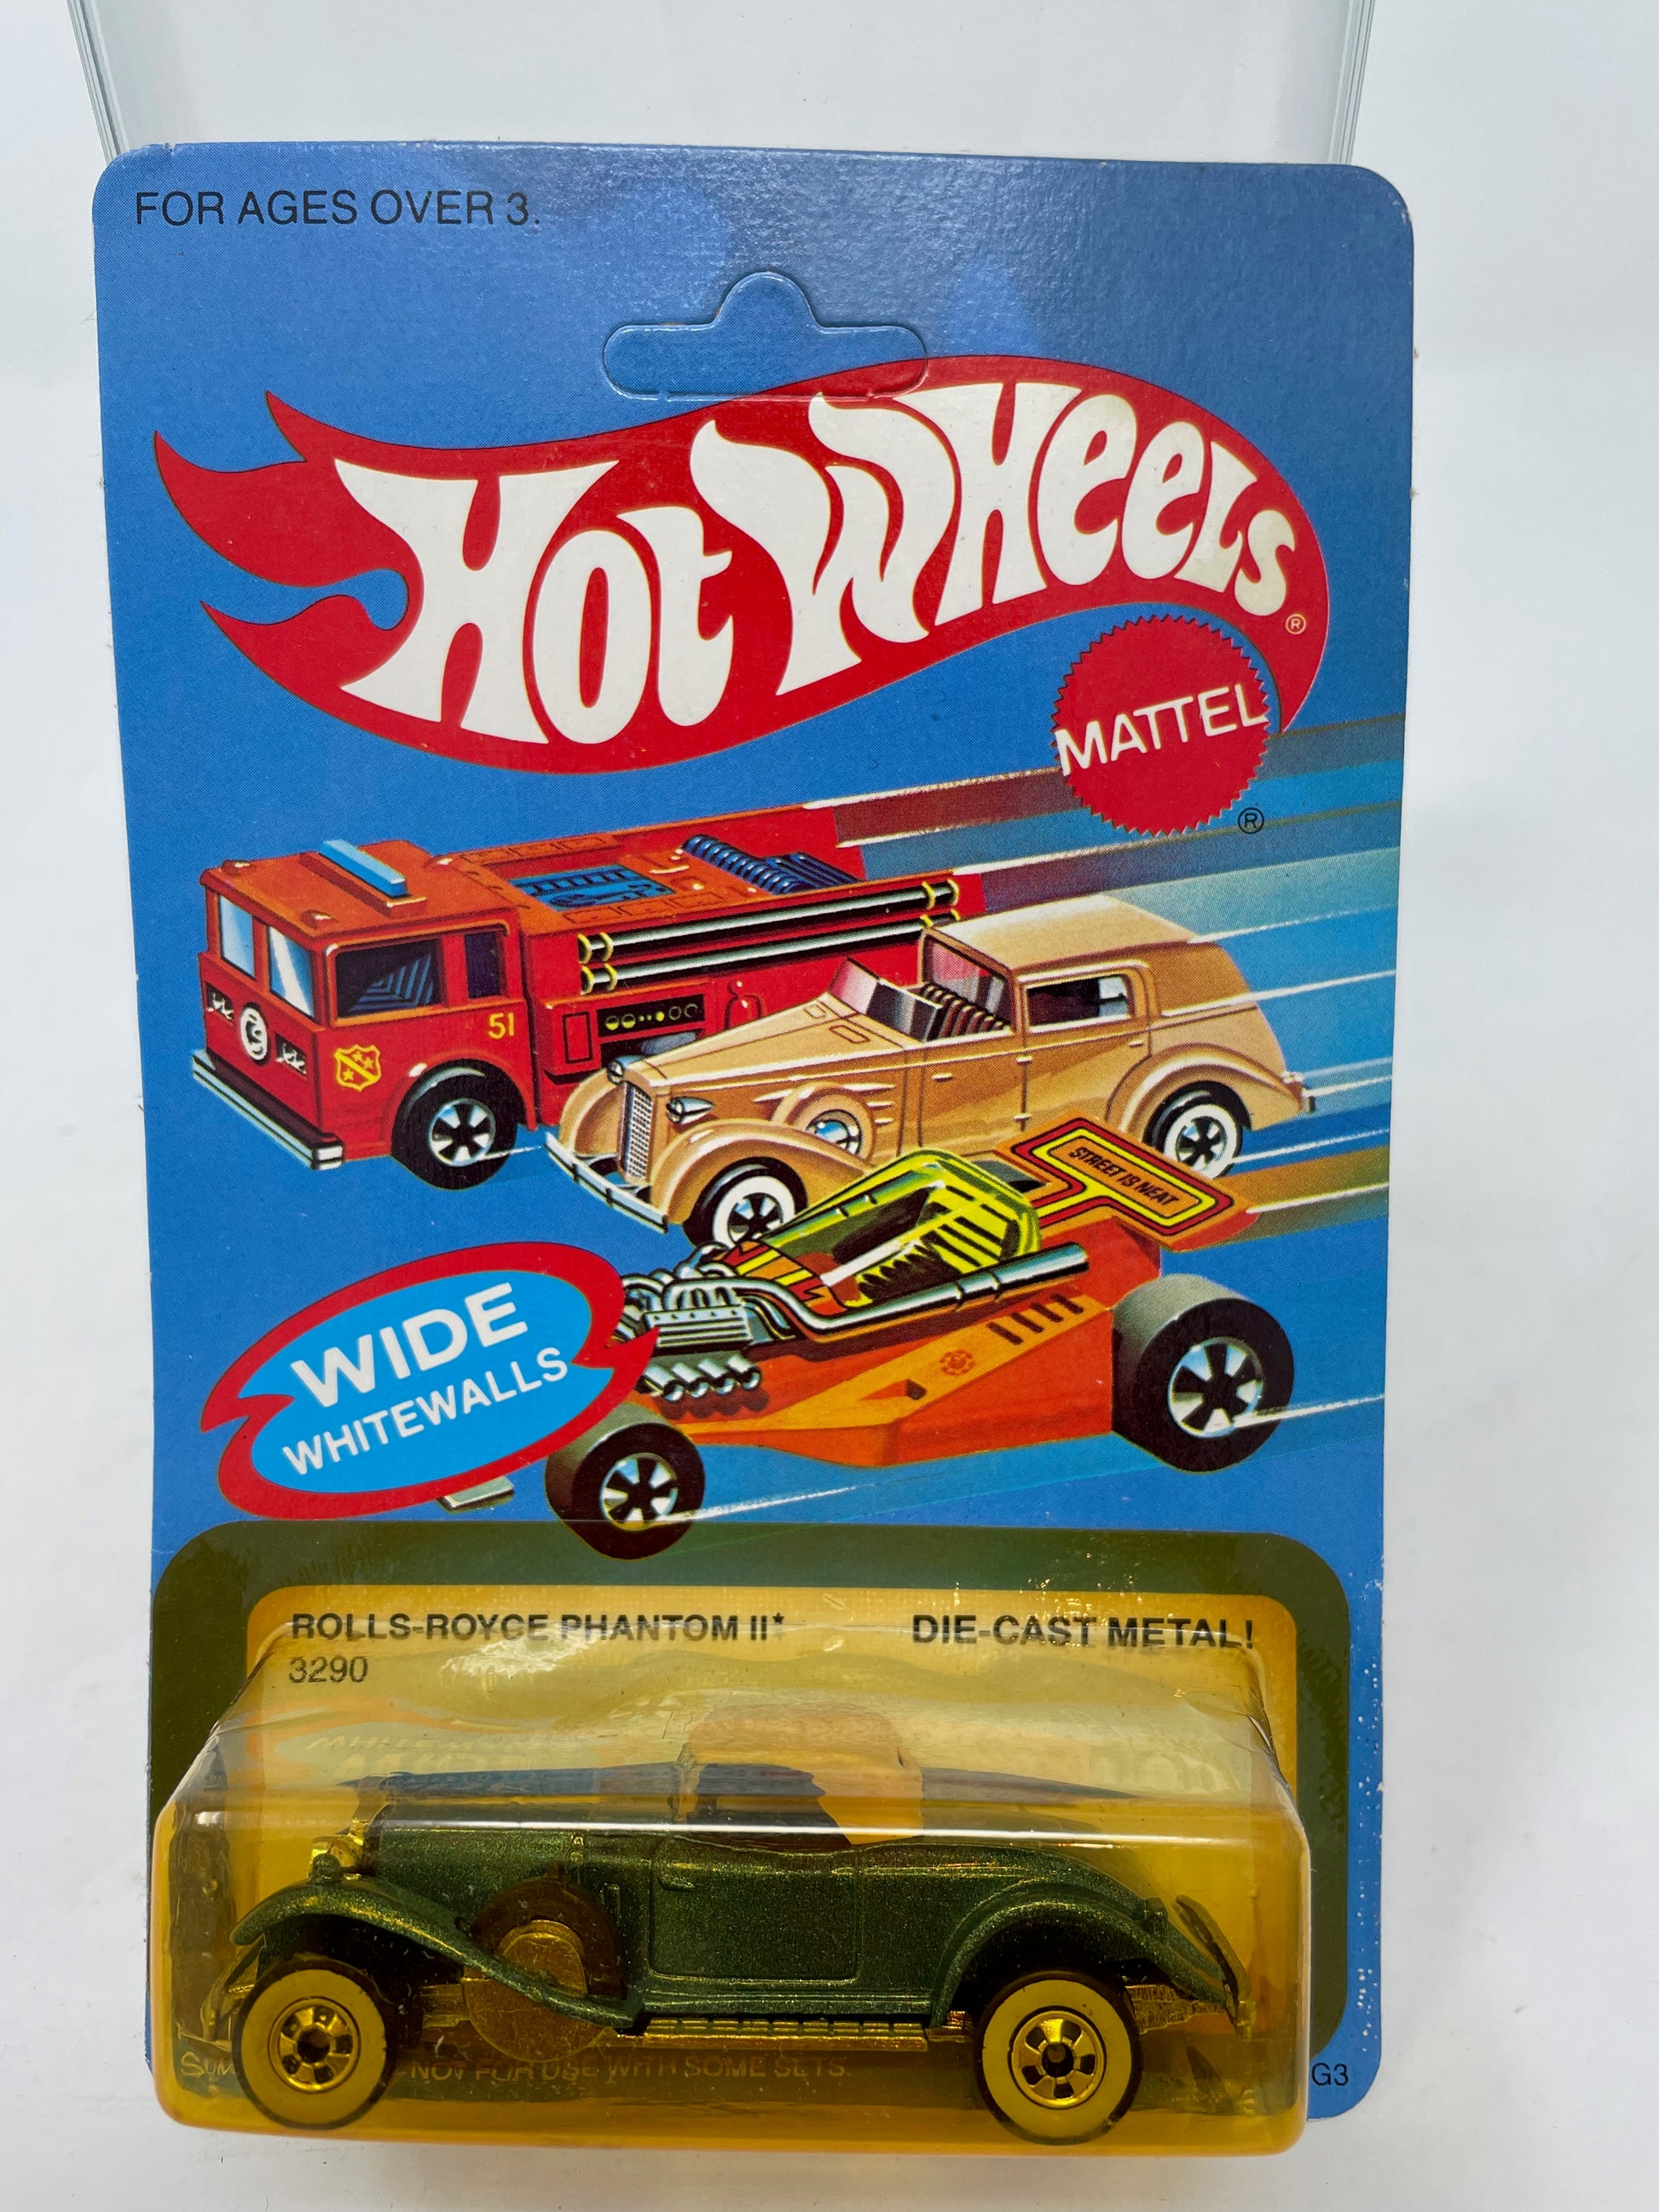 FOR AGES OVER 3.
HOT WHEELS®
MATTEL
®
51
STREET IS NEAT
WIDE
WHITEWALLS
ROLLS-ROYCE PHANTOM II* DIE-CAST METAL!
3290
NOT FOR USE WITH SOME SETS.
G3